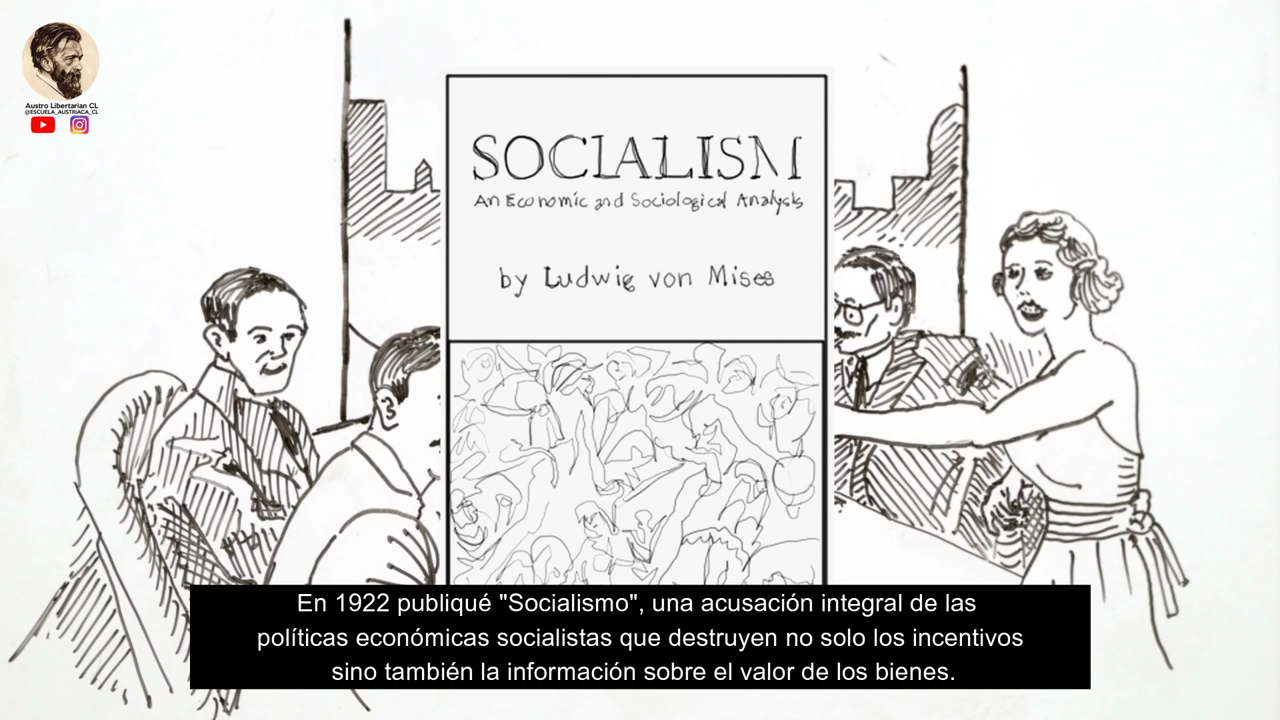 Austro Libertarian CL
@ESCUELA_AUSTRIACA_CL
SOCIALISM
An Economic and Sociological Analysis
by Ludwig von Mises
En 1922 publiqué "Socialismo", una acusación integral de las
políticas económicas socialistas que destruyen no solo los incentivos
sino también la información sobre el valor de los bienes.